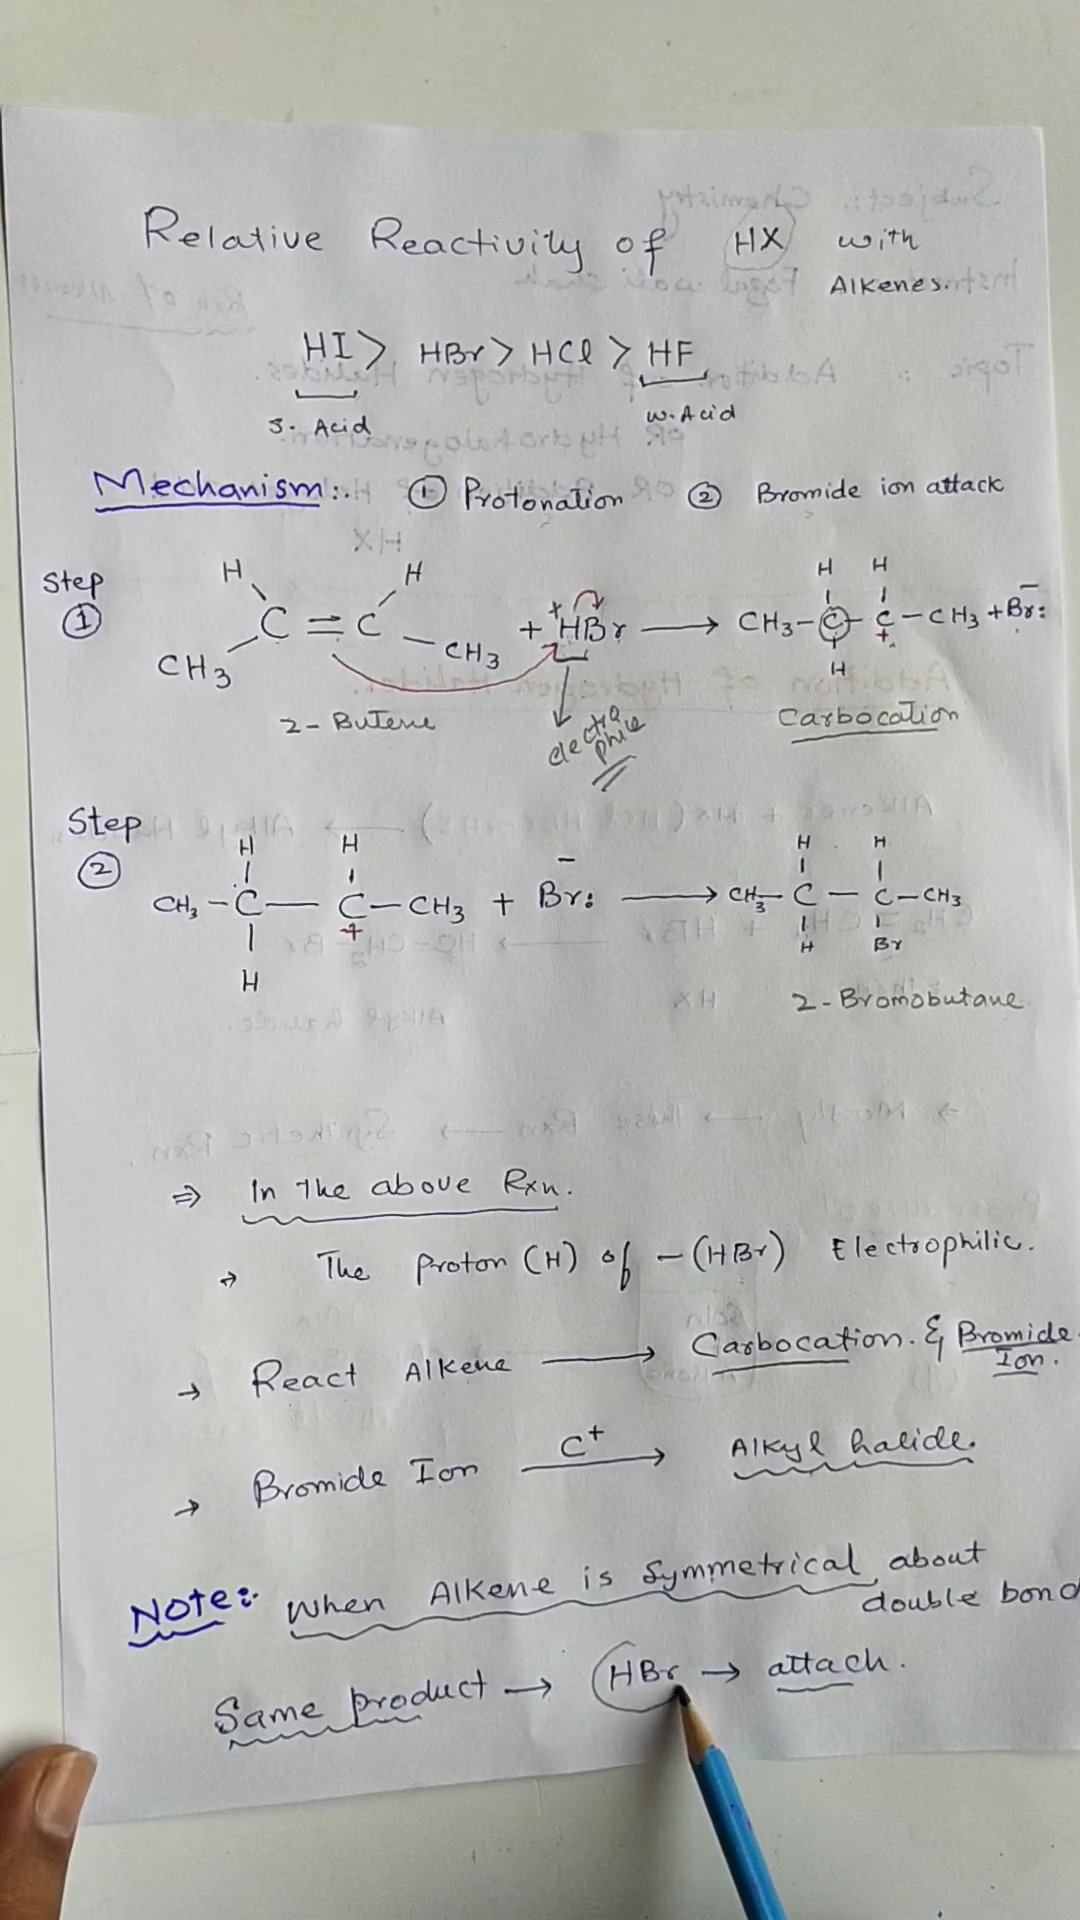 Relative Reactivity of HX with
Alkenes.
HI > HBr > HCl > HF
S. Acid
w. Acid
Mechanism:. ① Protonation ② Bromide ion attack
Step
①
H H H H
C = C + +HBr → CH3-C-C-CH3 + Br:
CH3 CH3 + -
H
2-Butene electrophile Carbocation
Step
②
H H - H H
CH3-C-C-CH3 + Br: → CH3-C-C-CH3
+
H H Br
2-Bromobutane
⇒ In the above Rxn.
→ The Proton (H) of -(HBr) Electrophilic.
→ React Alkene → Carbocation. & Bromide
Ion.
→ Bromide Ion C+ → Alkyl halide.
Note:. When Alkene is Symmetrical about
double bond
Same product → HBr → attach.